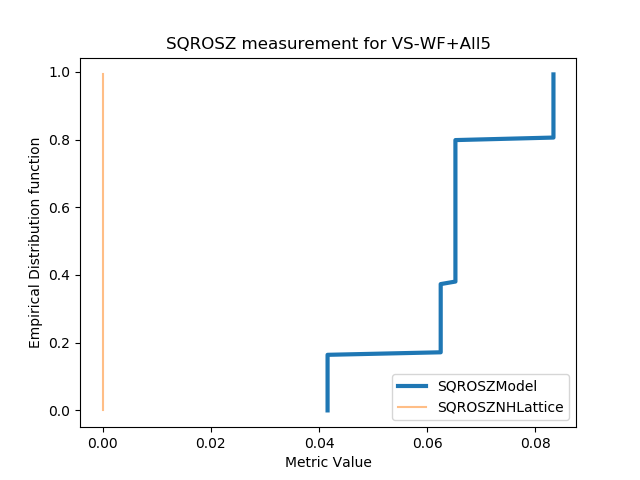 SQROSZ measurement for VS-WF+All5
Empirical Distribution function
1.0
0.8
0.6
0.4
0.2
0.0
SQROSZModel
SQROSZNHLattice
0.00 0.02 0.04 0.06 0.08
Metric Value